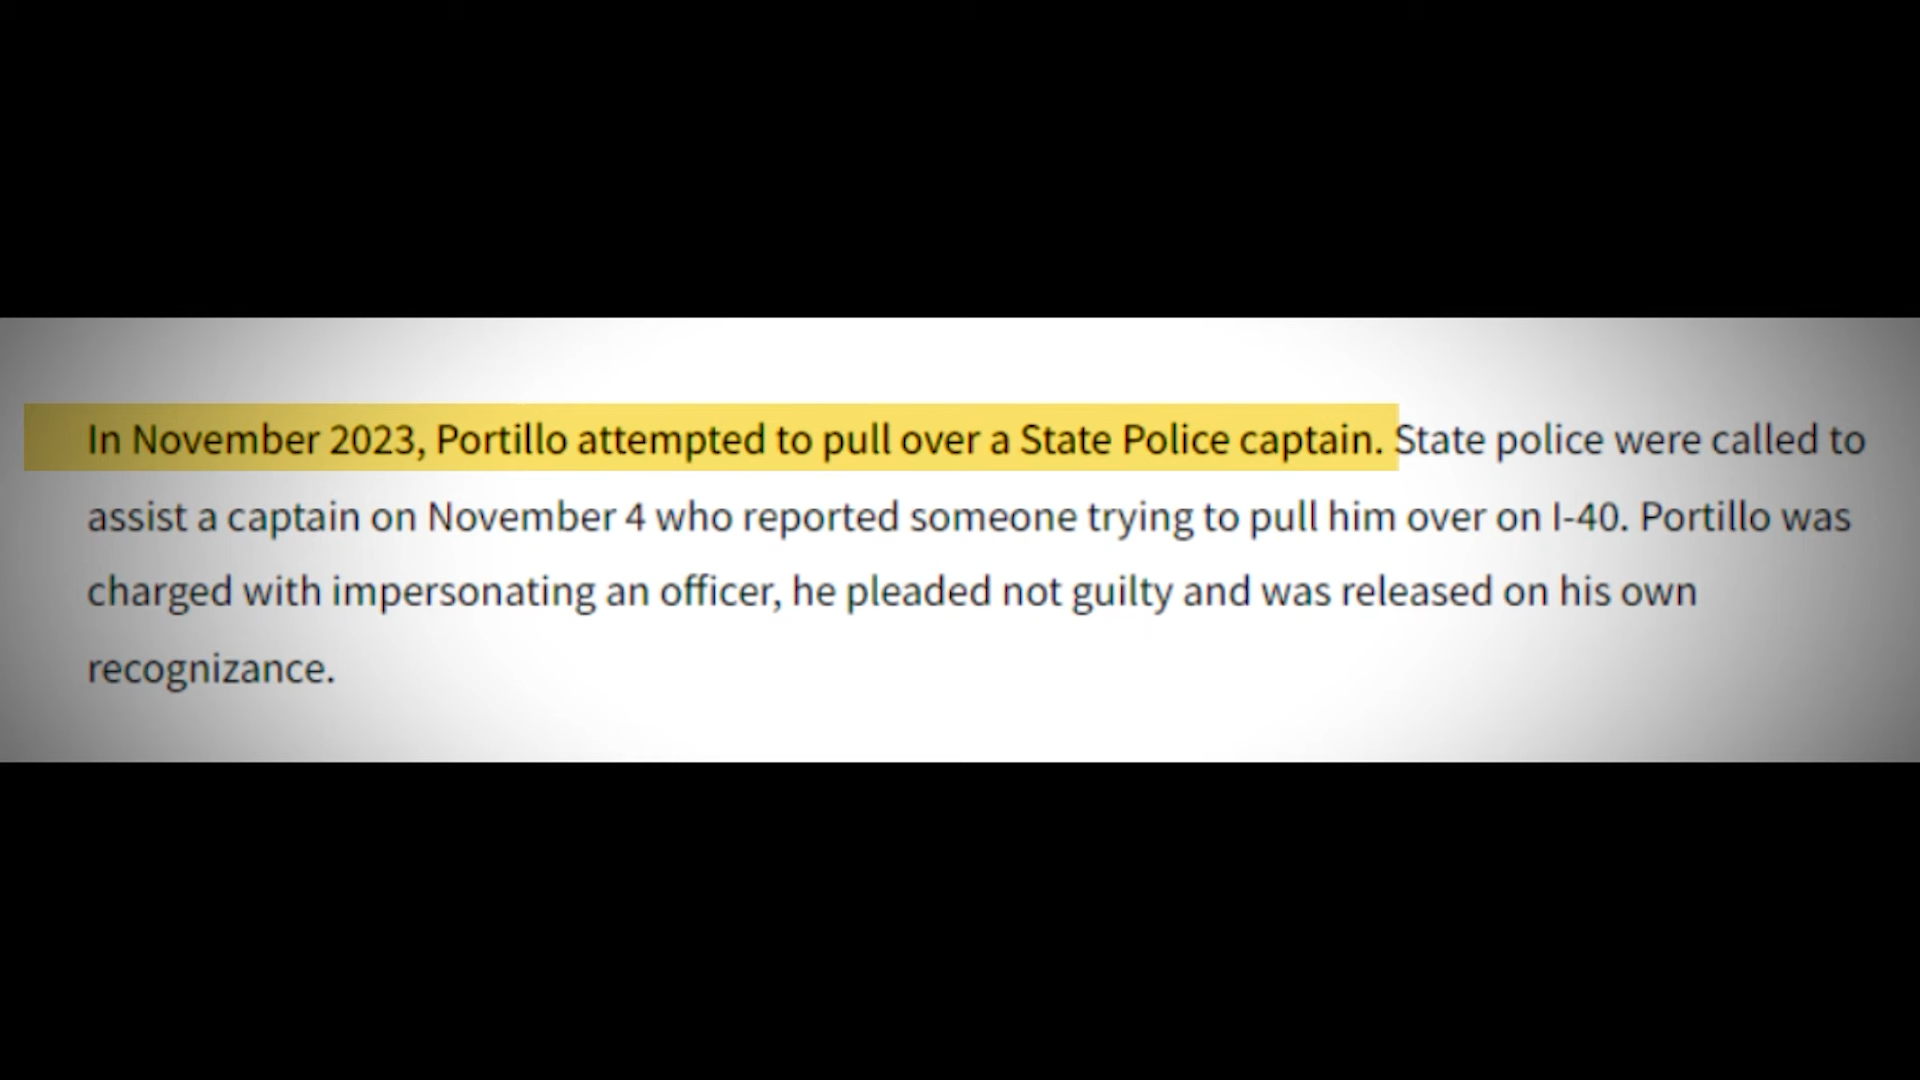 In November 2023, Portillo attempted to pull over a State Police captain. State police were called to
assist a captain on November 4 who reported someone trying to pull him over on I-40. Portillo was
charged with impersonating an officer, he pleaded not guilty and was released on his own
recognizance.